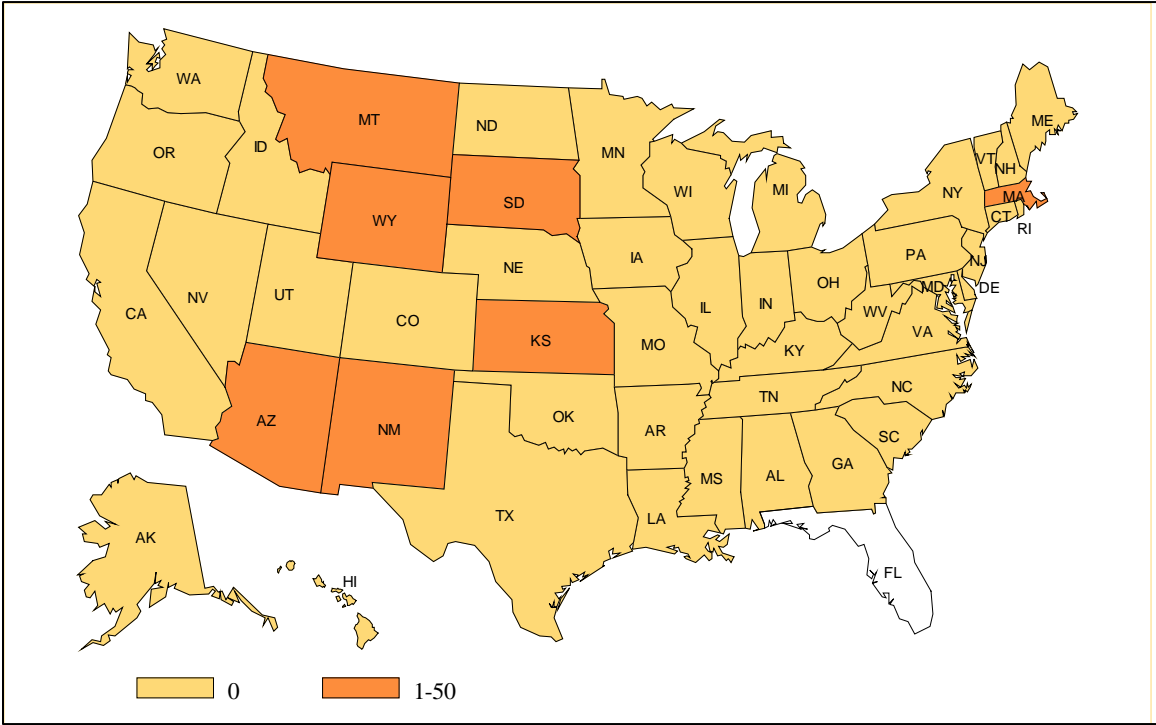 WA
MT
ND
ME
OR
ID
MN
VT
NH
WI
MI
NY
SD
MA
WY
CT
RI
IA
PA
NE
NJ
OH
MD
DE
UT
NV
IL
IN
CA
CO
WV
VA
KS
MO
KY
NC
TN
OK
AZ
NM
AR
SC
GA
MS
AL
TX
LA
AK
FL
HI
0
1-50